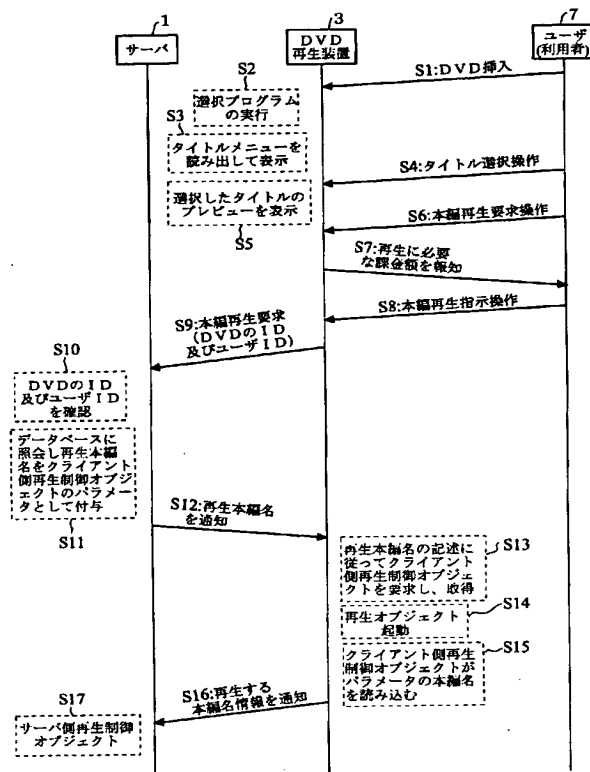 1
3
7
サーバ
DVD
再生装置
ユーザ
(利用者)
S1:DVD挿入
S2
選択プログラム
の実行
S3
タイトルメニューを
読み出して表示
S4:タイトル選択操作
選択したタイトルの
プレビューを表示
S5
S6:本編再生要求操作
S7:再生に必要
な課金額を報知
S8:本編再生指示操作
S9:本編再生要求
(DVDのID
及びユーザID)
S10
DVDのID
及びユーザID
を確認
データベースに
照会し再生本編
名をクライアント
側再生制御オブジ
ェクトのパラメー
タとして付与
S11
S12:再生本編名
を通知
S13
再生本編名の記述に
従ってクライアント
側再生制御オブジェ
クトを要求し、取得
S14
再生オブジェクト
起動
S15
クライアント側再生
制御オブジェクトが
パラメータの本編名
を読み込む
S16:再生する
本編名情報を通知
S17
サーバ側再生制御
オブジェクト